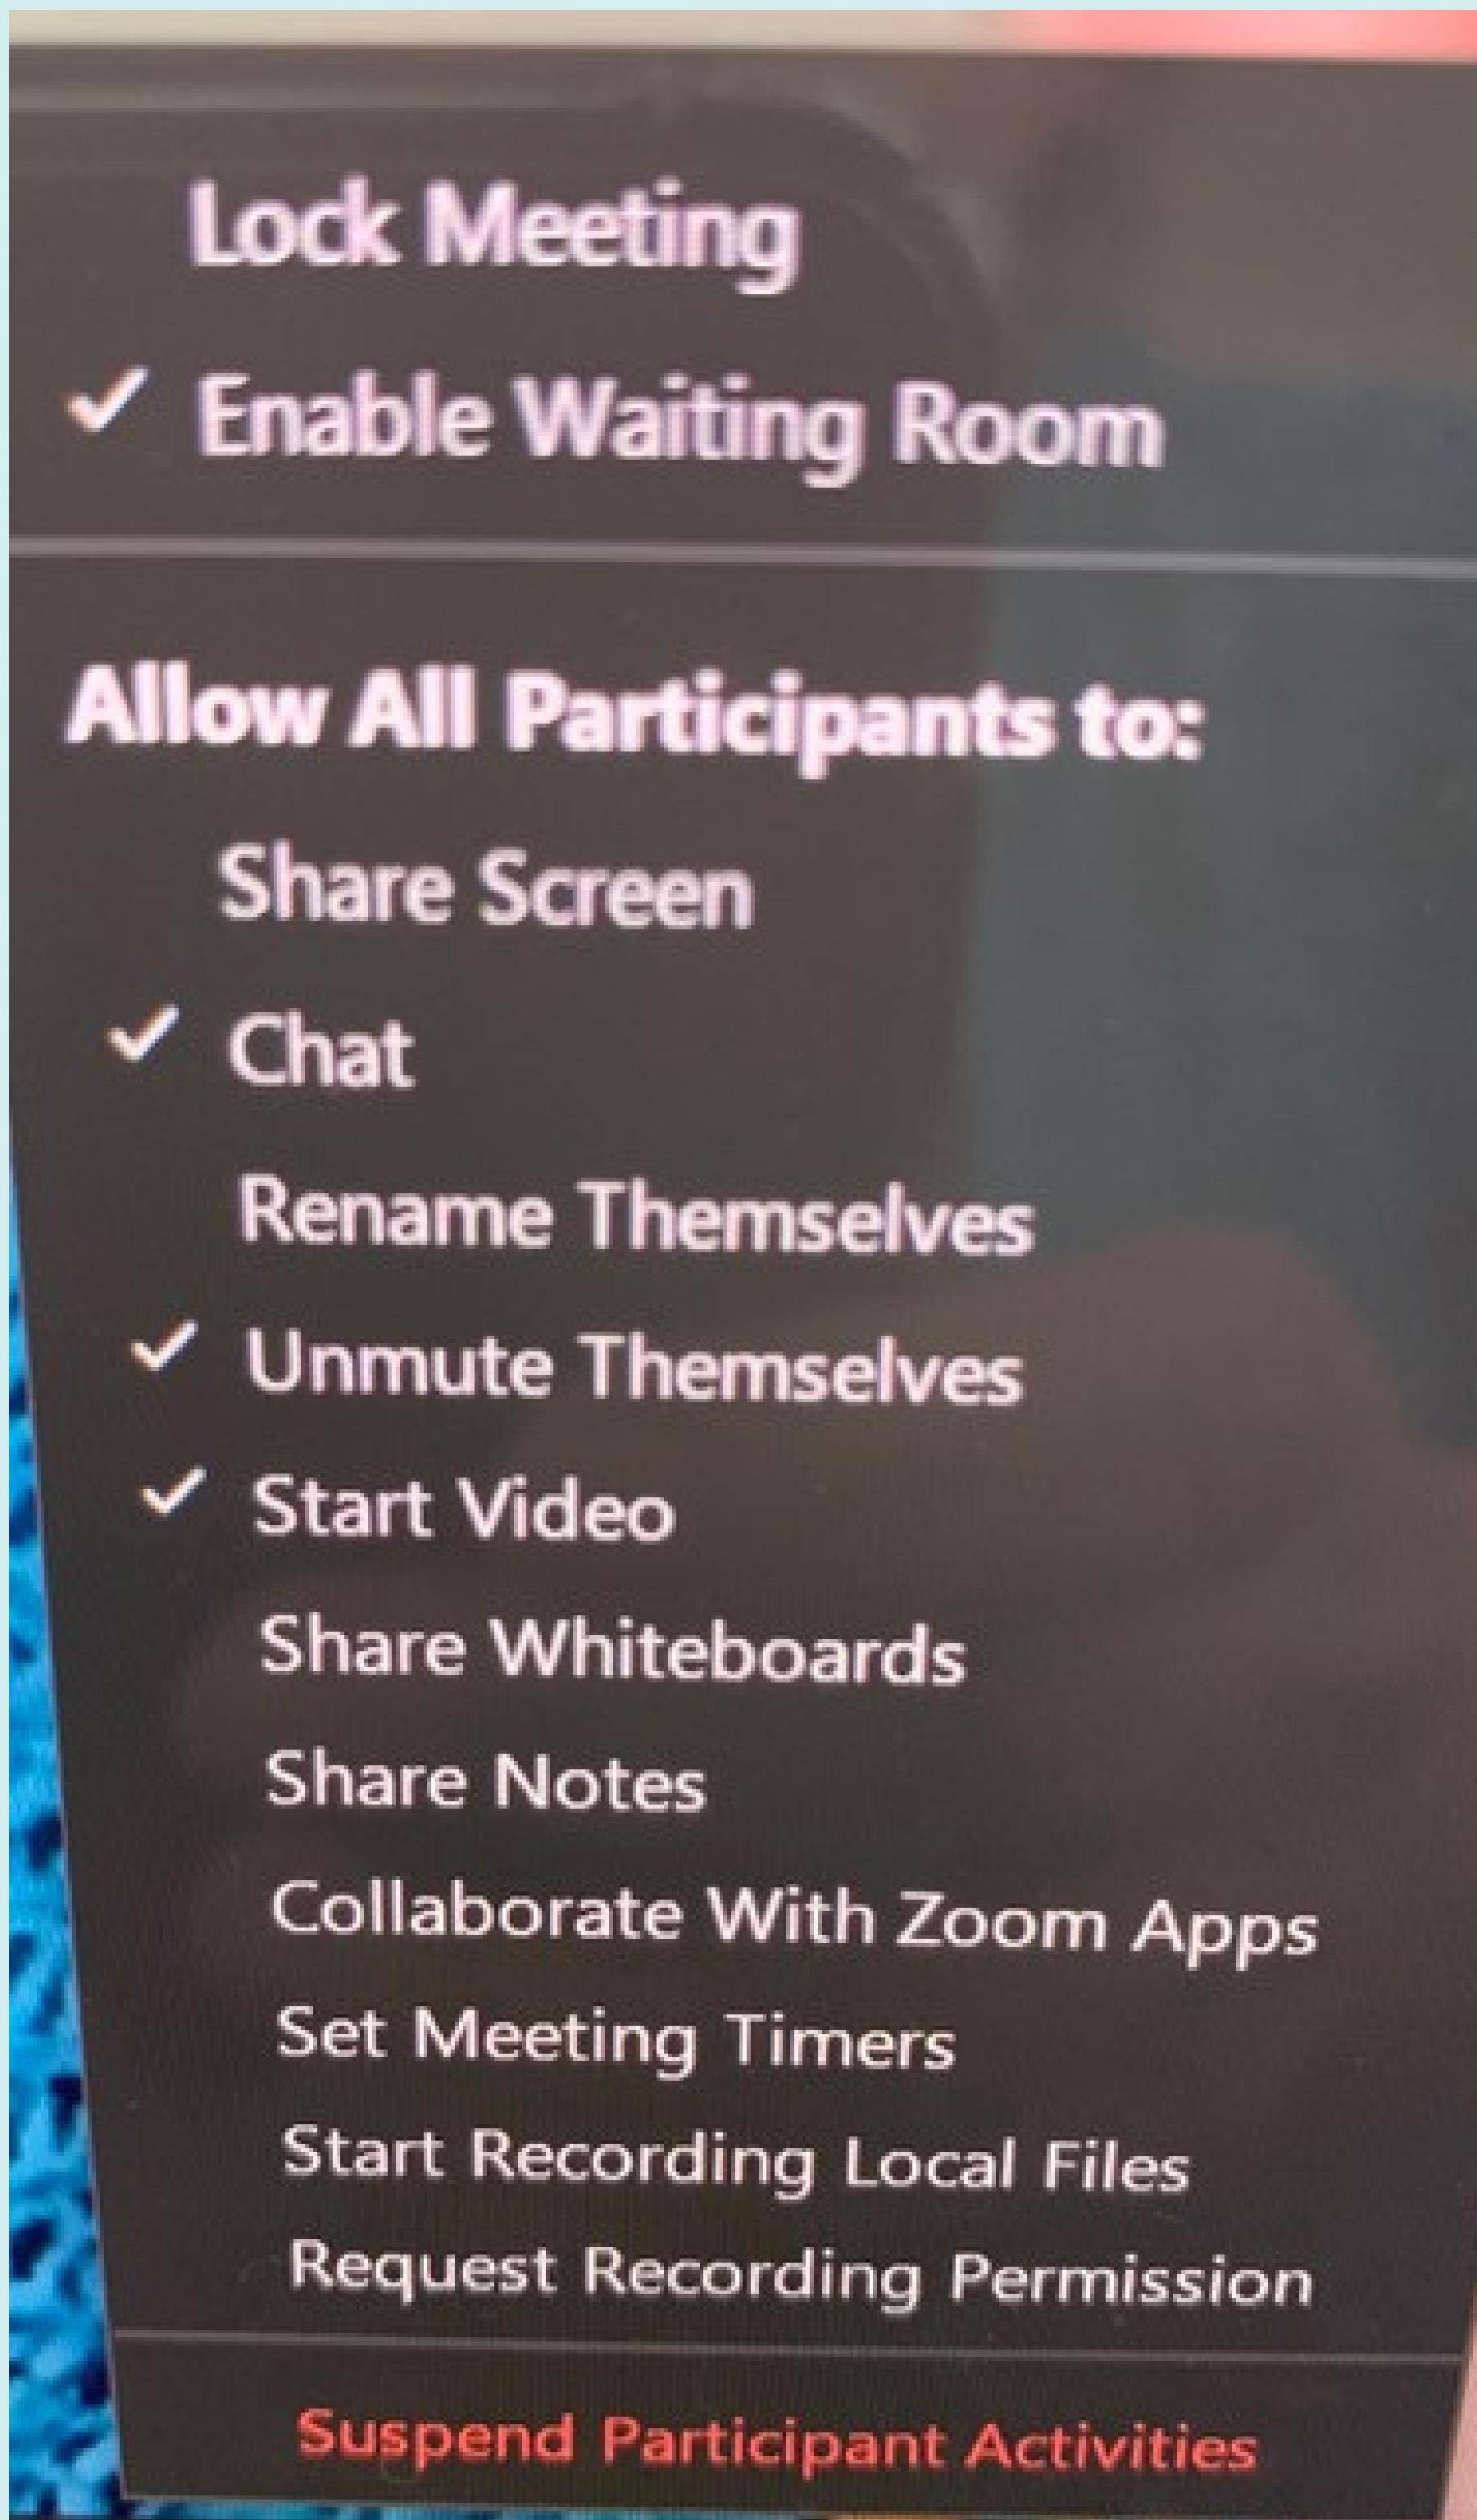 Lock Meeting
✓ Enable Waiting Room
Allow All Participants to:
Share Screen
✓ Chat
Rename Themselves
✓ Unmute Themselves
✓ Start Video
Share Whiteboards
Share Notes
Collaborate With Zoom Apps
Set Meeting Timers
Start Recording Local Files
Request Recording Permission
Suspend Participant Activities